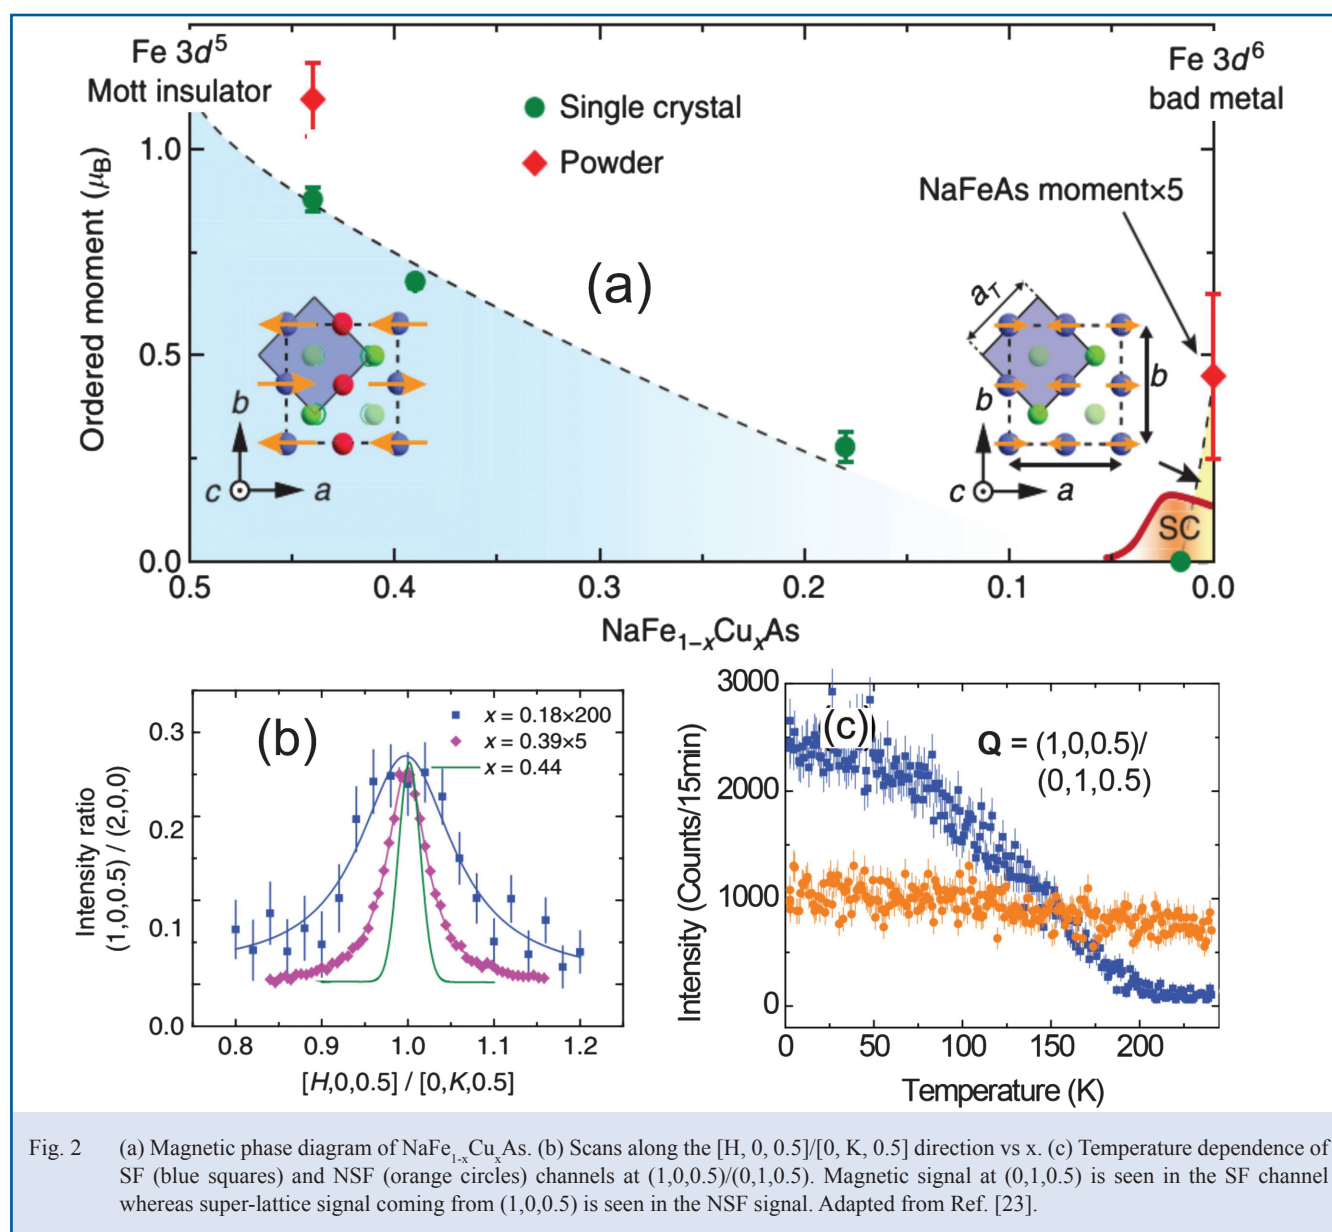 Fe 3d⁵
Mott insulator
Fe 3d⁶
bad metal
Single crystal
Powder
NaFeAs moment×5
(a)
Ordered moment (μB)
1.0
0.5
0.0
b
c
a
aT
b
b
c
a
a
SC
0.5
0.4
0.3
0.2
0.1
0.0
NaFe1−xCuxAs
(b)
x = 0.18×200
x = 0.39×5
x = 0.44
Intensity ratio
(1,0,0.5) / (2,0,0)
0.3
0.2
0.1
0.0
0.8
0.9
1.0
1.1
1.2
[H,0,0.5] / [0,K,0.5]
(c)
Q = (1,0,0.5)/
(0,1,0.5)
Intensity (Counts/15min)
3000
2000
1000
0
0
50
100
150
200
Temperature (K)
Fig. 2 (a) Magnetic phase diagram of NaFe1-xCuxAs. (b) Scans along the [H, 0, 0.5]/[0, K, 0.5] direction vs x. (c) Temperature dependence of
SF (blue squares) and NSF (orange circles) channels at (1,0,0.5)/(0,1,0.5). Magnetic signal at (0,1,0.5) is seen in the SF channel
whereas super-lattice signal coming from (1,0,0.5) is seen in the NSF signal. Adapted from Ref. [23].